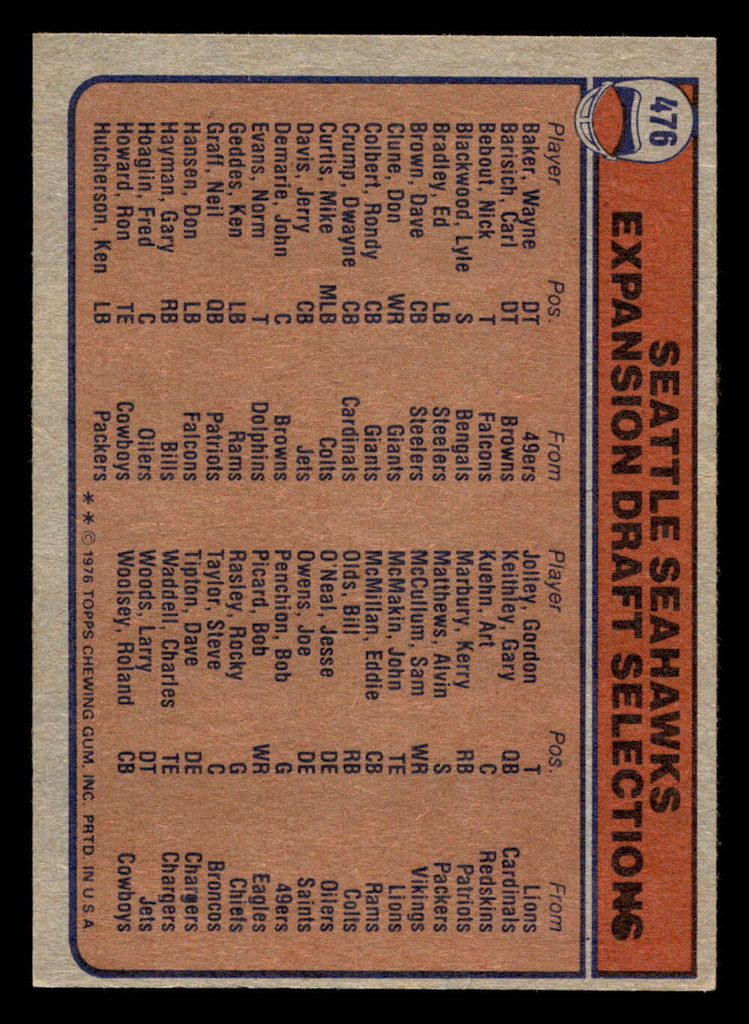 476
SEATTLE SEAHAWKS
EXPANSION DRAFT SELECTIONS
Player Pos. From Player Pos. From
Baker, Wayne DT 49ers Jolley, Gordon T Lions
Barisich, Carl DT Browns Keithley, Gary QB Cardinals
Bebout, Nick T Falcons Kuehn, Art C Redskins
Blackwood, Lyle S Bengals Marbury, Kerry RB Patriots
Bradley, Ed LB Steelers Matthews, Alvin S Packers
Brown, Dave CB Steelers McCullum, Sam WR Vikings
Clune, Don WR Giants McMakin, John TE Lions
Colbert, Rondy CB Giants McMillan, Eddie CB Rams
Crump, Dwayne CB Cardinals Olds, Bill RB Colts
Curtis, Mike MLB Colts O'Neal, Jesse DE Oilers
Davis, Jerry CB Jets Owens, Joe DE Saints
Demarie, John C Browns Penchion, Bob G 49ers
Evans, Norm T Dolphins Picard, Bob WR Eagles
Geddes, Ken LB Rams Rasley, Rocky G Chiefs
Graff, Neil QB Patriots Taylor, Steve C Broncos
Hansen, Don LB Falcons Tipton, Dave DE Chargers
Hayman, Gary RB Bills Waddell, Charles TE Chargers
Hoaglin, Fred C Oilers Woods, Larry DT Jets
Howard, Ron TE Cowboys Woolsey, Roland CB Cowboys
Hutcherson, Ken LB Packers
* * © 1976 TOPPS CHEWING GUM, INC. PRTD. IN U.S.A.